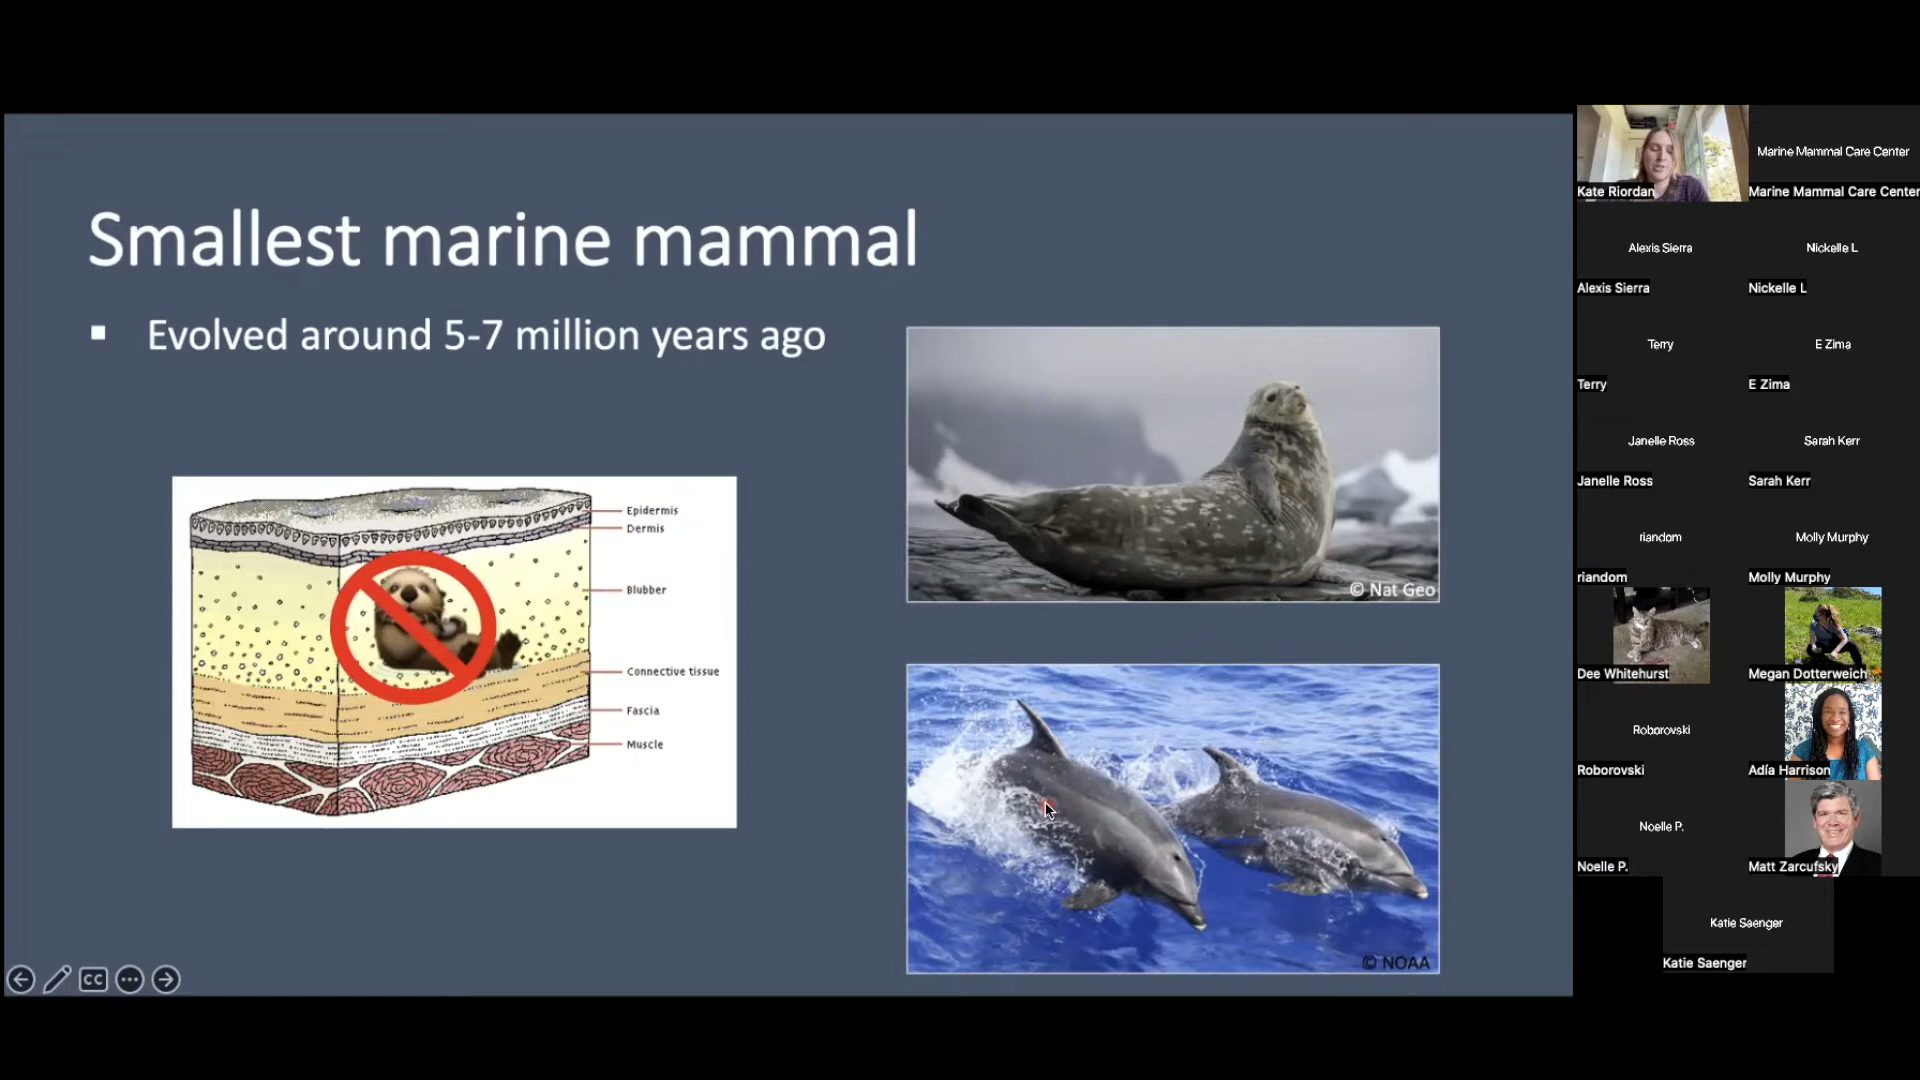 Smallest marine mammal
Evolved around 5-7 million years ago
Epidermis
Dermis
Blubber
Connective tissue
Fascia
Muscle
© Nat Geo
© NOAA
CC
Kate Riordan
Marine Mammal Care Center
Marine Mammal Care Center
Alexis Sierra
Alexis Sierra
Nickelle L
Nickelle L
Terry
Terry
E Zima
E Zima
Janelle Ross
Janelle Ross
Sarah Kerr
Sarah Kerr
riandom
riandom
Molly Murphy
Molly Murphy
Dee Whitehurst
Megan Dotterweich
Roborovski
Roborovski
Adía Harrison
Noelle P.
Noelle P.
Matt Zarcufsky
Katie Saenger
Katie Saenger